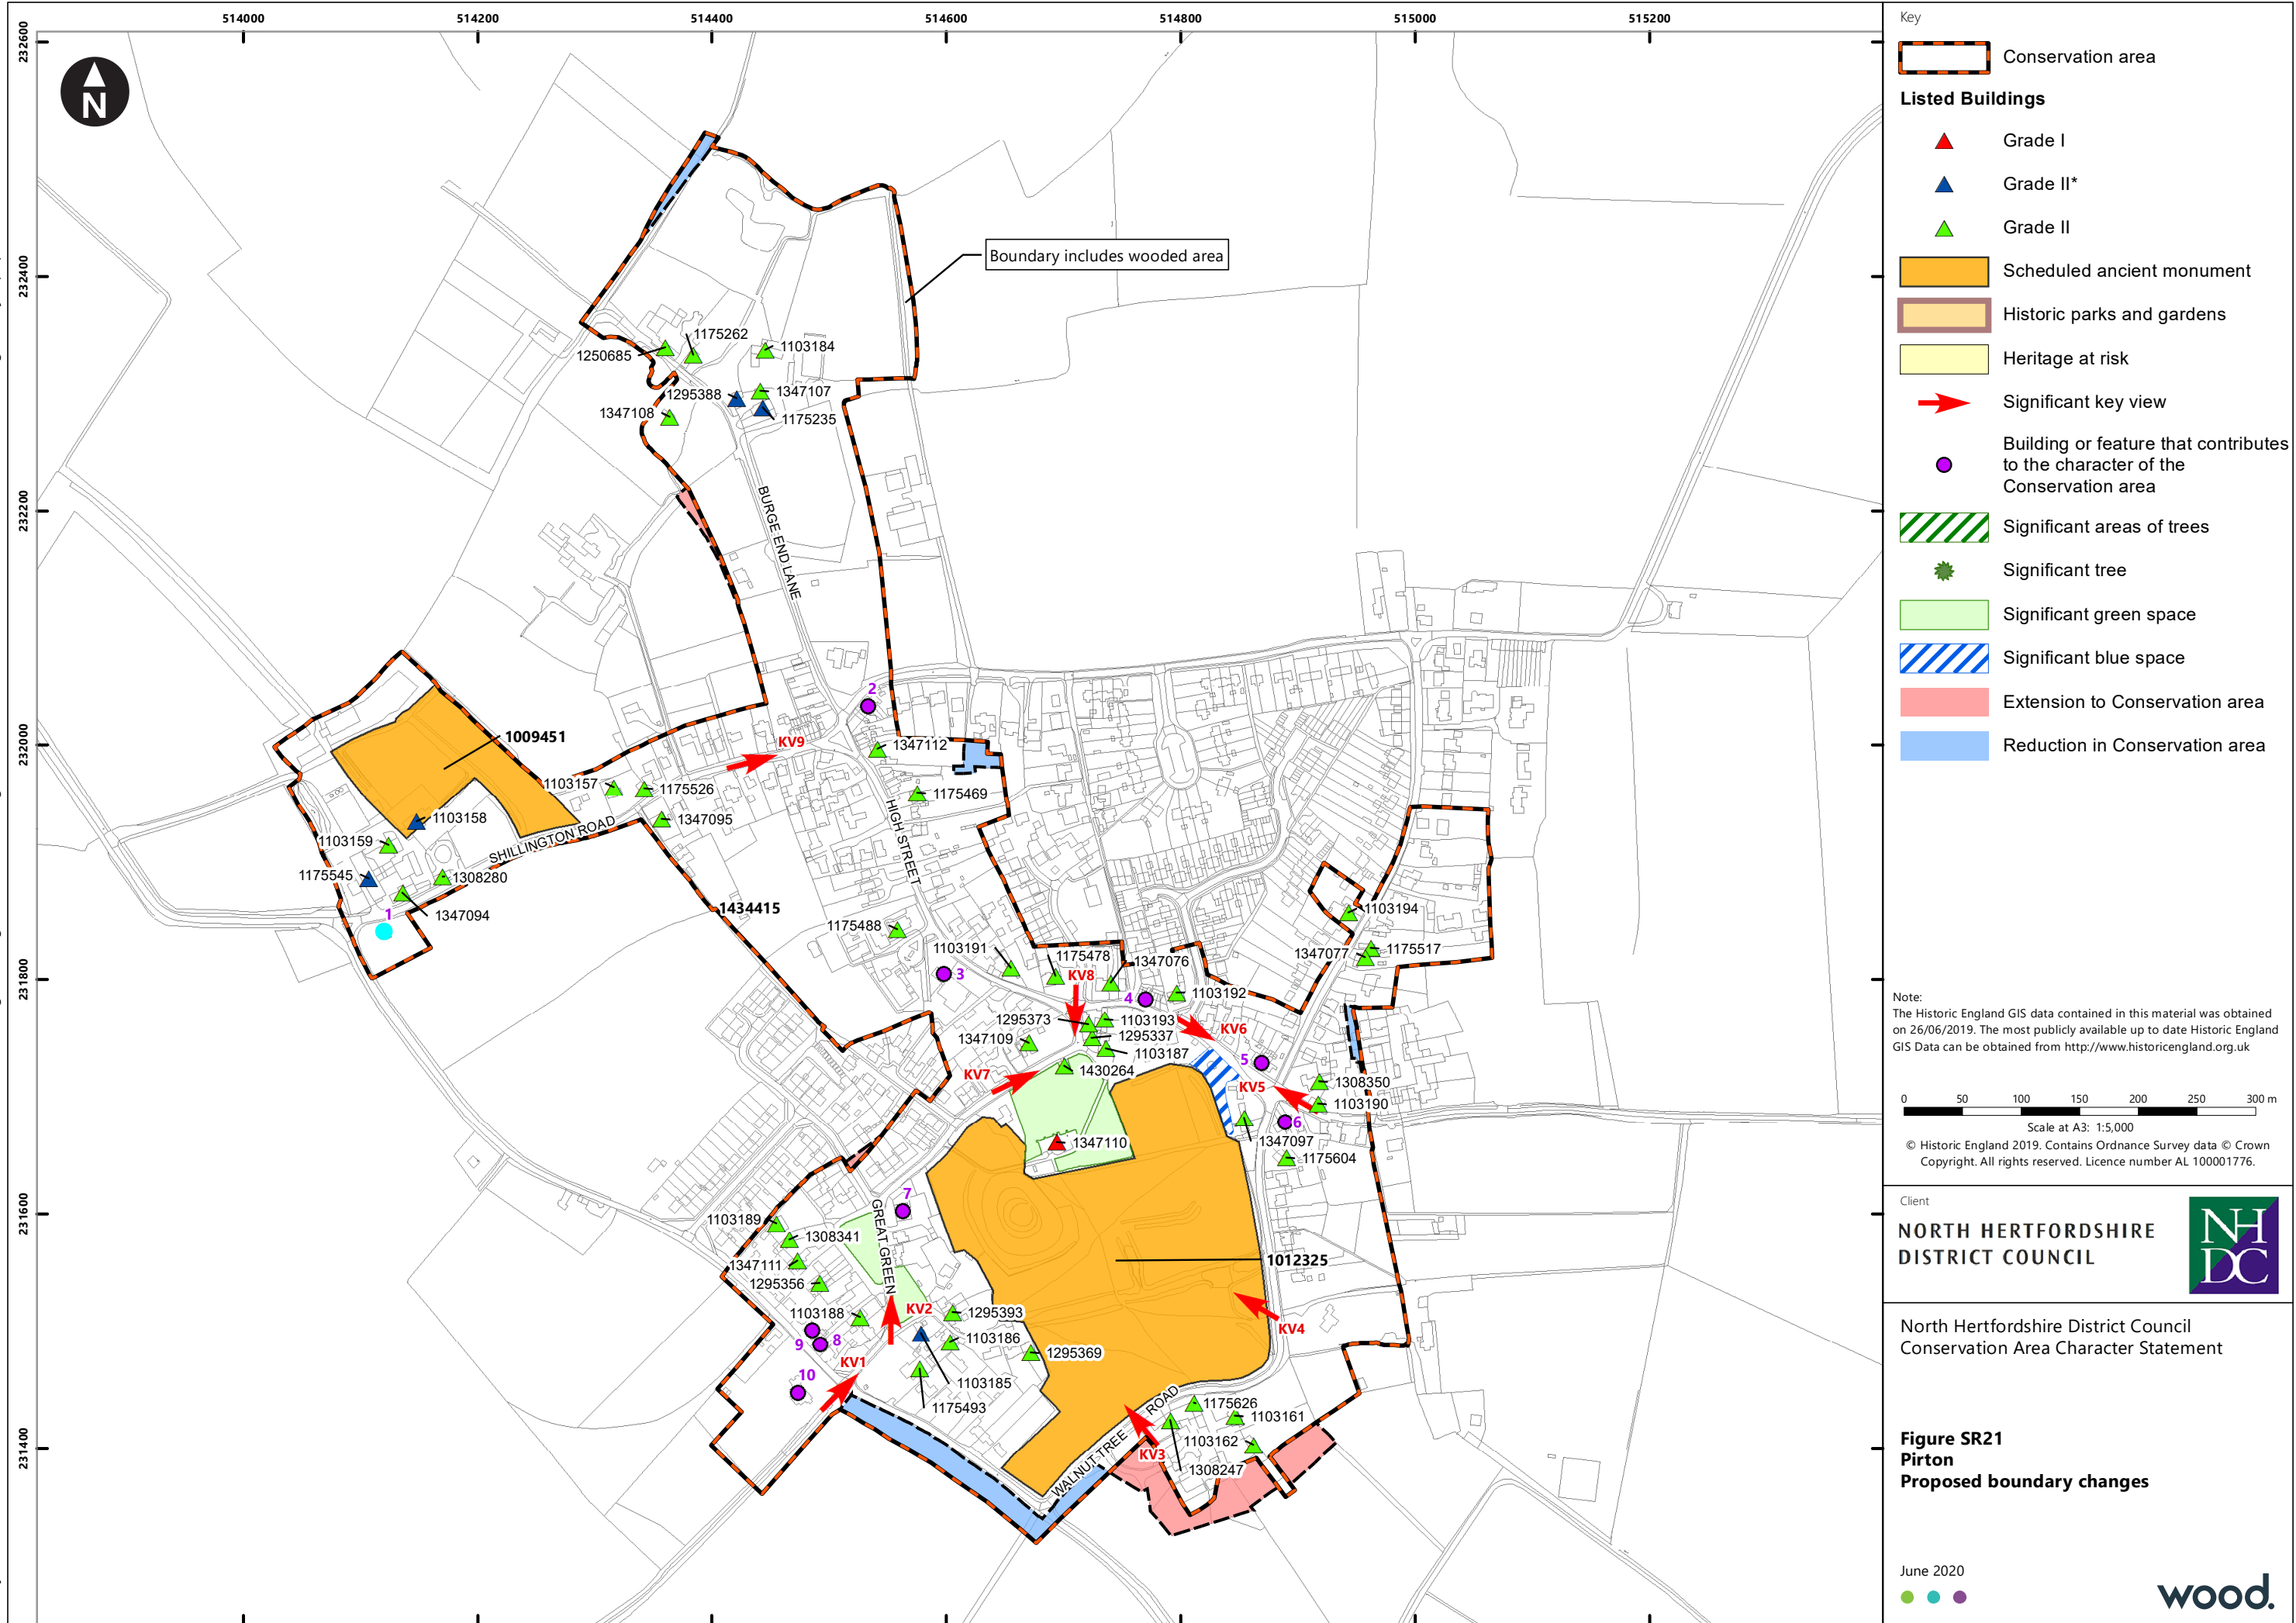 514000 514200 514400 514600 514800 515000 515200
232600
232400
232200
232000
231800
231600
231400
N
Boundary includes wooded area
1175262
1103184
1250685
1295388
1347107
1347108
1175235
BURGE END LANE
2
KV9
1009451
1347112
1103157
1175526
1175469
1347095
1103158
SHILLINGTON ROAD
HIGH STREET
1103159
1175545
1308280
1347094
1
1434415
1103194
1175488
1103191
1175478
1347076
1347077
1175517
KV8
3
4
1103192
1295373
1103193
KV6
1295337
1347109
1103187
5
1430264
KV7
KV5
1308350
1103190
6
1347110
1347097
1175604
7
GREAT GREEN
1103189
1308341
1347111
1295356
1012325
1103188
KV2
1295393
KV4
9
8
1103186
1295369
KV1
10
1103185
1175493
WALNUT TREE ROAD
1175626
1103161
1103162
KV3
1308247
Key
Conservation area
Listed Buildings
Grade I
Grade II*
Grade II
Scheduled ancient monument
Historic parks and gardens
Heritage at risk
Significant key view
Building or feature that contributes
to the character of the
Conservation area
Significant areas of trees
Significant tree
Significant green space
Significant blue space
Extension to Conservation area
Reduction in Conservation area
Note:
The Historic England GIS data contained in this material was obtained
on 26/06/2019. The most publicly available up to date Historic England
GIS Data can be obtained from http://www.historicengland.org.uk
0 50 100 150 200 250 300 m
Scale at A3: 1:5,000
© Historic England 2019. Contains Ordnance Survey data © Crown
Copyright. All rights reserved. Licence number AL 100001776.
Client
NORTH HERTFORDSHIRE
DISTRICT COUNCIL
NH
DC
North Hertfordshire District Council
Conservation Area Character Statement
Figure SR21
Pirton
Proposed boundary changes
June 2020
wood.